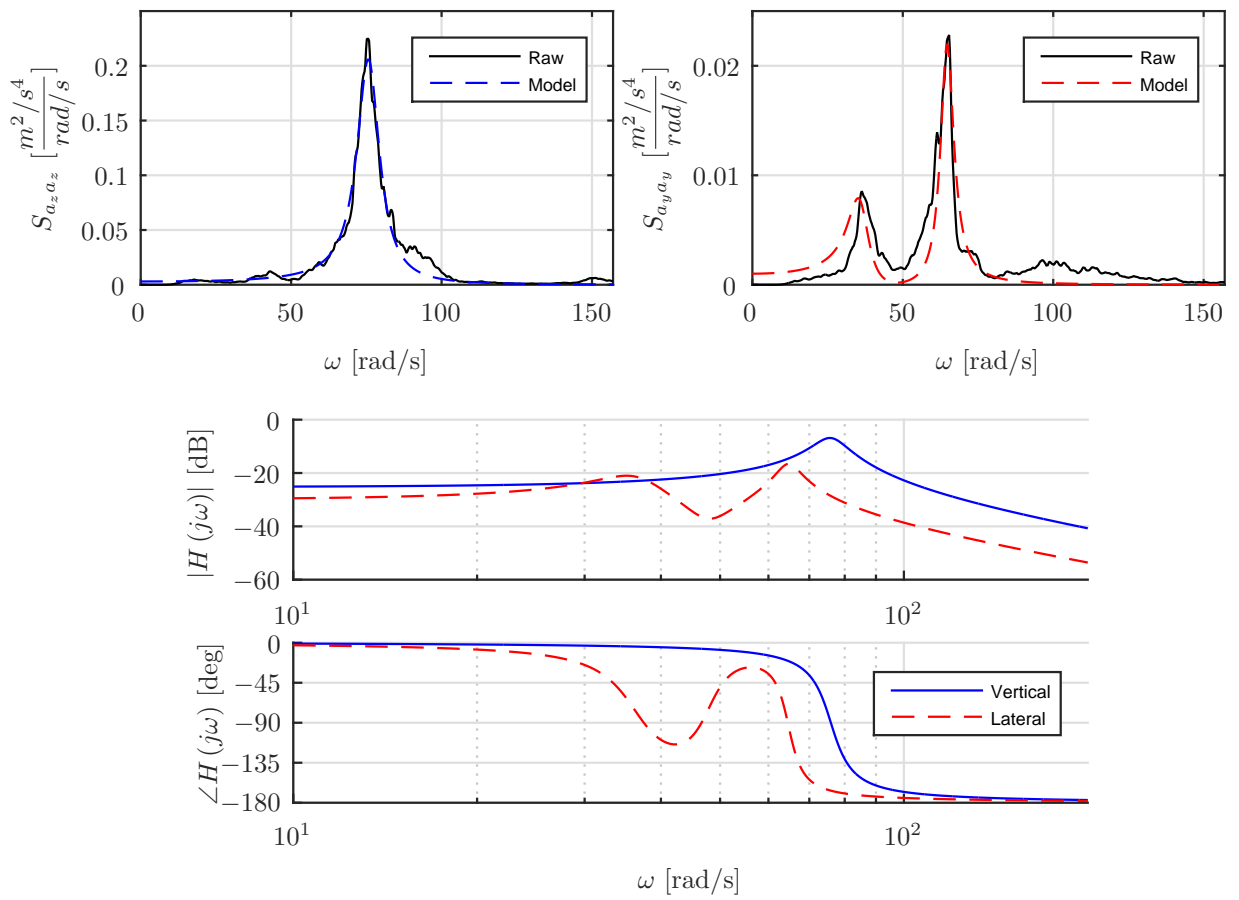 S_{a_z a_z} [\frac{m^2/s^4}{rad/s}]
0.2
0.15
0.1
0.05
0
Raw
Model
0 50 100 150
ω [rad/s]
S_{a_y a_y} [\frac{m^2/s^4}{rad/s}]
0.02
0.01
0
Raw
Model
0 50 100 150
ω [rad/s]
|H (jω)| [dB]
0
−20
−40
−60
10^1 10^2
∠H (jω) [deg]
0
−45
−90
−135
−180
Vertical
Lateral
10^1 10^2
ω [rad/s]